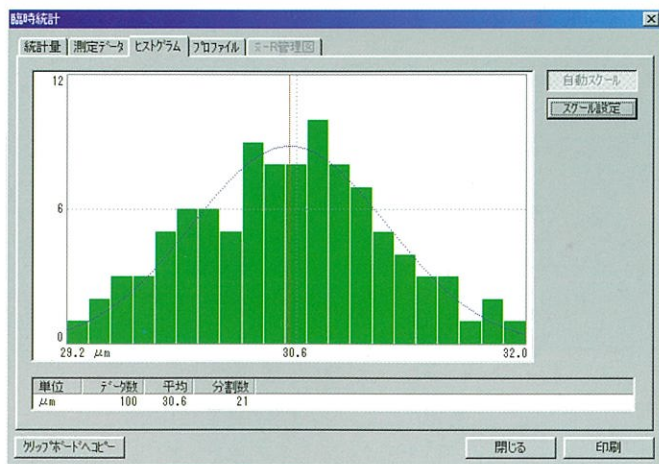 臨時統計
統計量 測定データ ヒストグラム プロファイル x̄-R管理図
自動スケール
スケール設定
12
6
0
29.2 μm 30.6 32.0
単位 データ数 平均 分割数
μm 100 30.6 21
クリップボードへコピー 閉じる 印刷